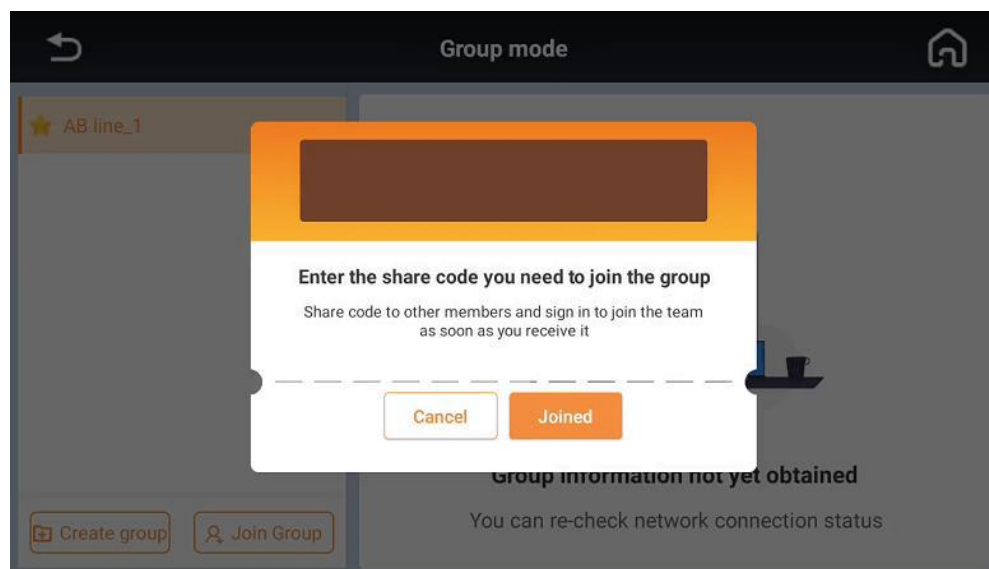 Group mode
AB line_1
Enter the share code you need to join the group
Share code to other members and sign in to join the team
as soon as you receive it
Cancel
Joined
Group information not yet obtained
You can re-check network connection status
Create group
Join Group